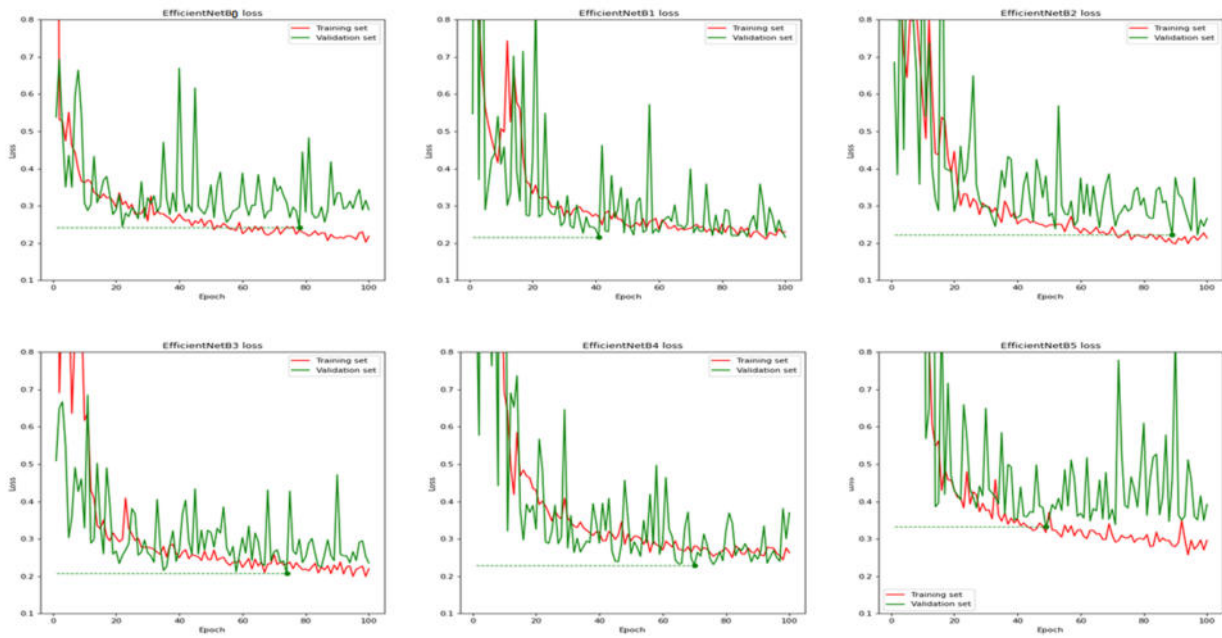 EfficientNetB0 loss
Training set
Validation set
0.8
0.7
0.6
0.5
0.4
0.3
0.2
0.1
Loss
0
20
40
60
80
100
Epoch
EfficientNetB1 loss
Training set
Validation set
0.8
0.7
0.6
0.5
0.4
0.3
0.2
0.1
Loss
0
20
40
60
80
100
Epoch
EfficientNetB2 loss
Training set
Validation set
0.8
0.7
0.6
0.5
0.4
0.3
0.2
0.1
Loss
0
20
40
60
80
100
Epoch
EfficientNetB3 loss
Training set
Validation set
0.8
0.7
0.6
0.5
0.4
0.3
0.2
0.1
Loss
0
20
40
60
80
100
Epoch
EfficientNetB4 loss
Training set
Validation set
0.8
0.7
0.6
0.5
0.4
0.3
0.2
0.1
Loss
0
20
40
60
80
100
Epoch
EfficientNetB5 loss
0.8
0.7
0.6
0.5
0.4
0.3
0.2
0.1
Loss
Training set
Validation set
0
20
40
60
80
100
Epoch